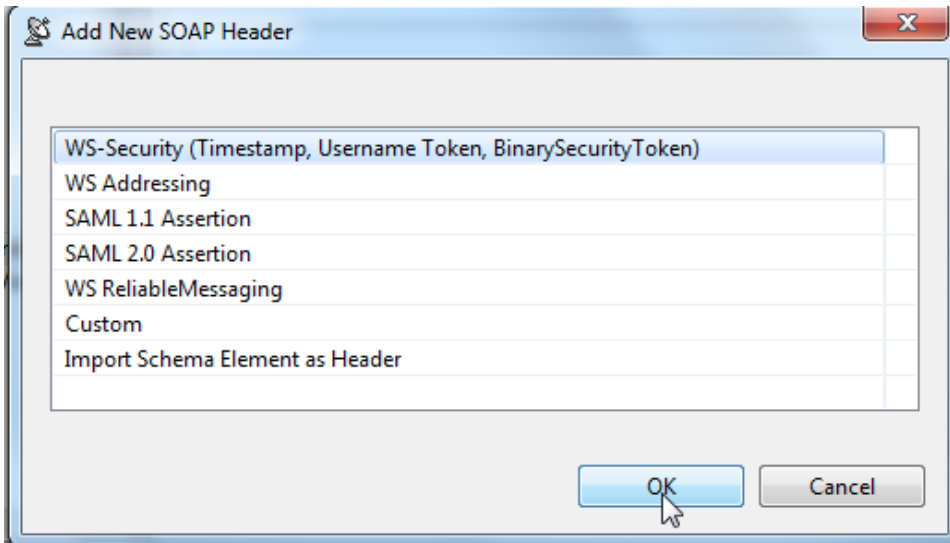 Add New SOAP Header
WS-Security (Timestamp, Username Token, BinarySecurityToken)
WS Addressing
SAML 1.1 Assertion
SAML 2.0 Assertion
WS ReliableMessaging
Custom
Import Schema Element as Header
OK Cancel